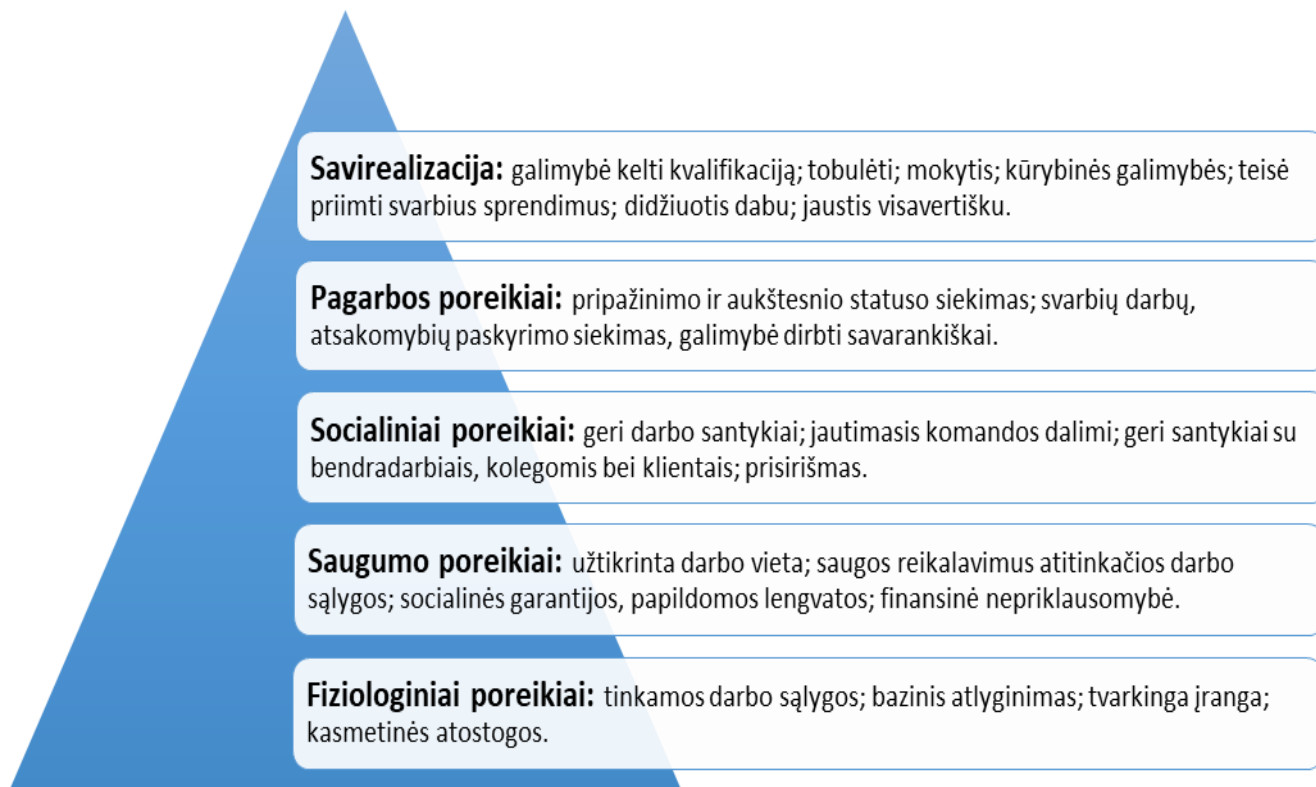 Savirealizacija: galimybė kelti kvalifikaciją; tobulėti; mokytis; kūrybinės galimybės; teisė
priimti svarbius sprendimus; didžiuotis dabu; jaustis visavertišku.
Pagarbos poreikiai: pripažinimo ir aukštesnio statuso siekimas; svarbių darbų,
atsakomybių paskyrimo siekimas, galimybė dirbti savarankiškai.
Socialiniai poreikiai: geri darbo santykiai; jautimasis komandos dalimi; geri santykiai su
bendradarbiais, kolegomis bei klientais; prisirišmas.
Saugumo poreikiai: užtikrinta darbo vieta; saugos reikalavimus atitinkačios darbo
sąlygos; socialinės garantijos, papildomos lengvatos; finansinė nepriklausomybė.
Fiziologiniai poreikiai: tinkamos darbo sąlygos; bazinis atlyginimas; tvarkinga įranga;
kasmetinės atostogos.